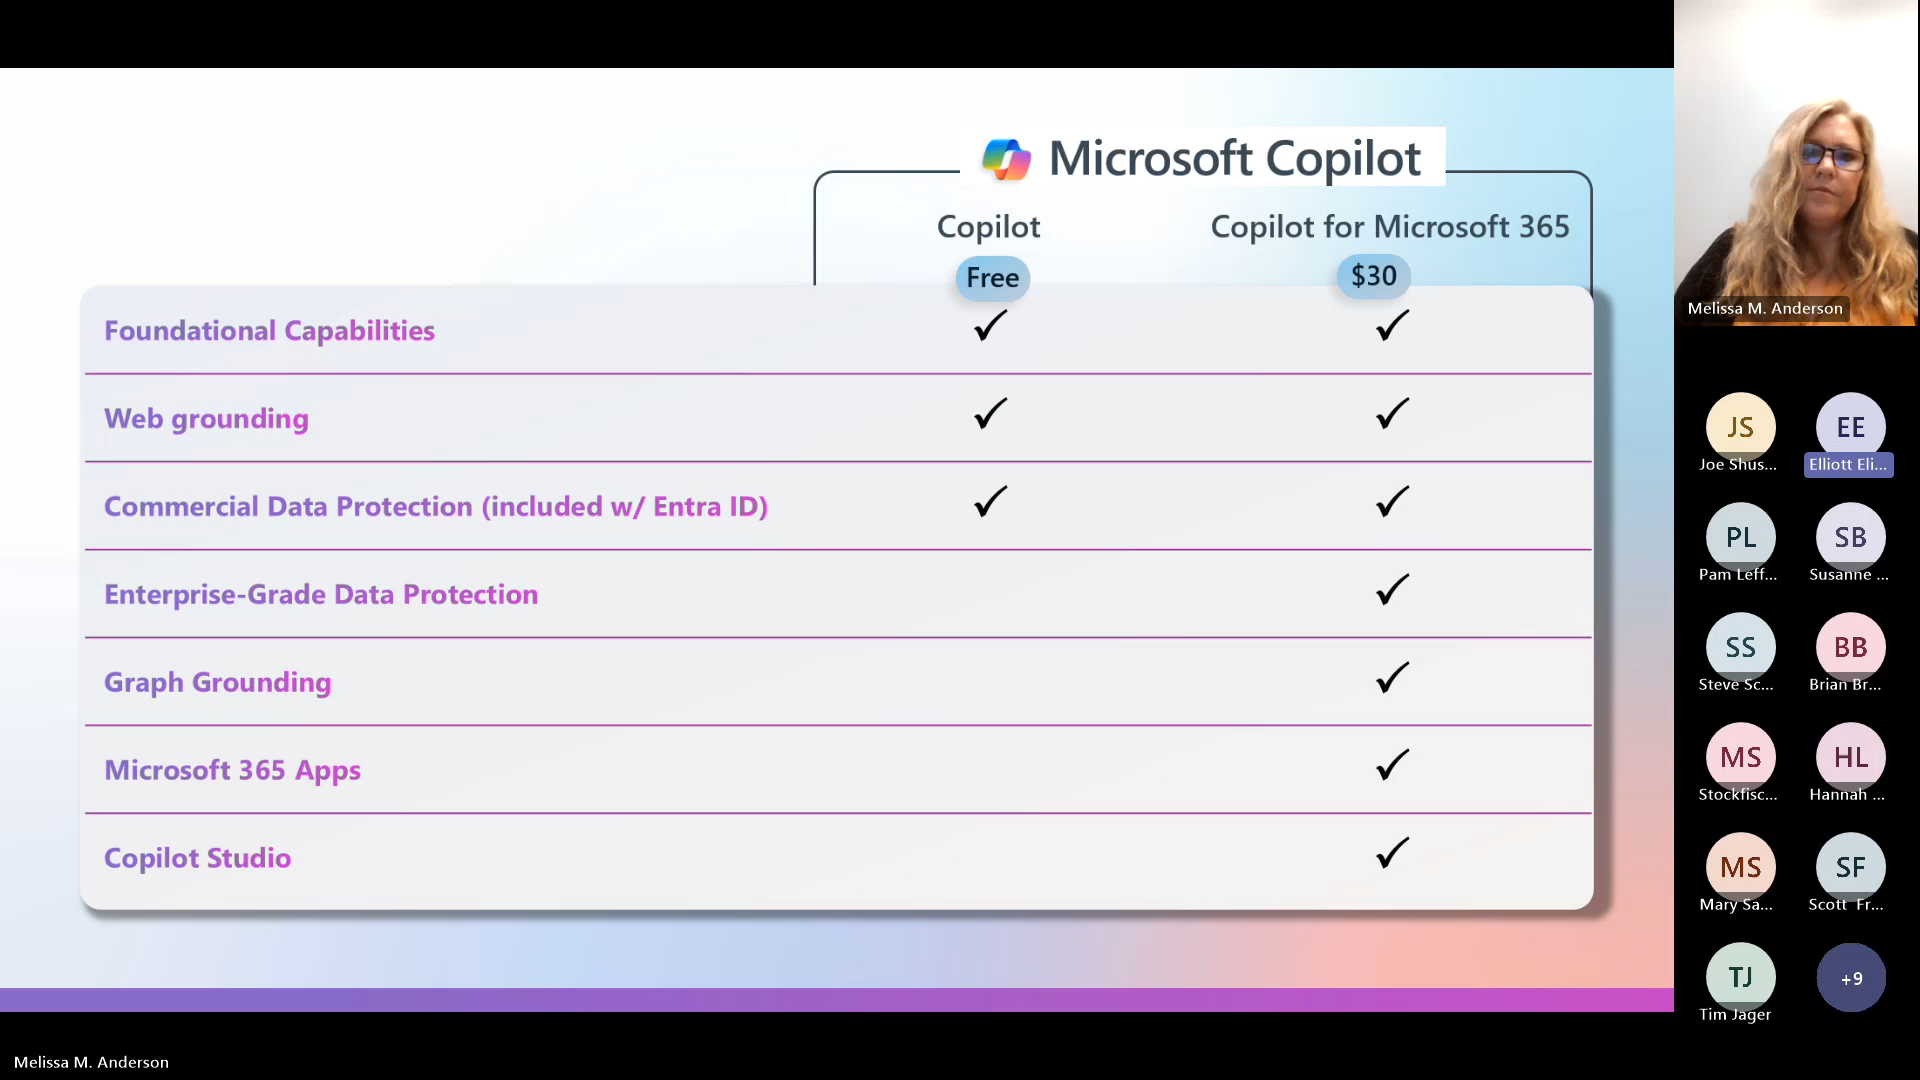 Microsoft Copilot
Copilot
Copilot for Microsoft 365
Free
$30
Foundational Capabilities
Web grounding
Commercial Data Protection (included w/ Entra ID)
Enterprise-Grade Data Protection
Graph Grounding
Microsoft 365 Apps
Copilot Studio
Melissa M. Anderson
JS
EE
Joe Shus...
Elliott Eli...
PL
SB
Pam Leff...
Susanne ...
SS
BB
Steve Sc...
Brian Br...
MS
HL
Stockfisc...
Hannah ...
MS
SF
Mary Sa...
Scott Fr...
TJ
+9
Tim Jager
Melissa M. Anderson